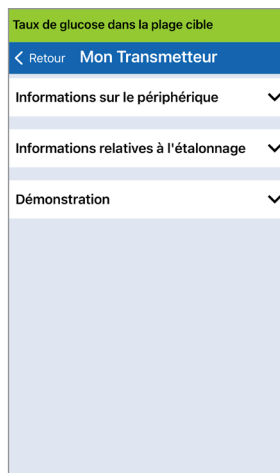 Taux de glucose dans la plage cible
Retour Mon Transmetteur
Informations sur le périphérique
Informations relatives à l'étalonnage
Démonstration